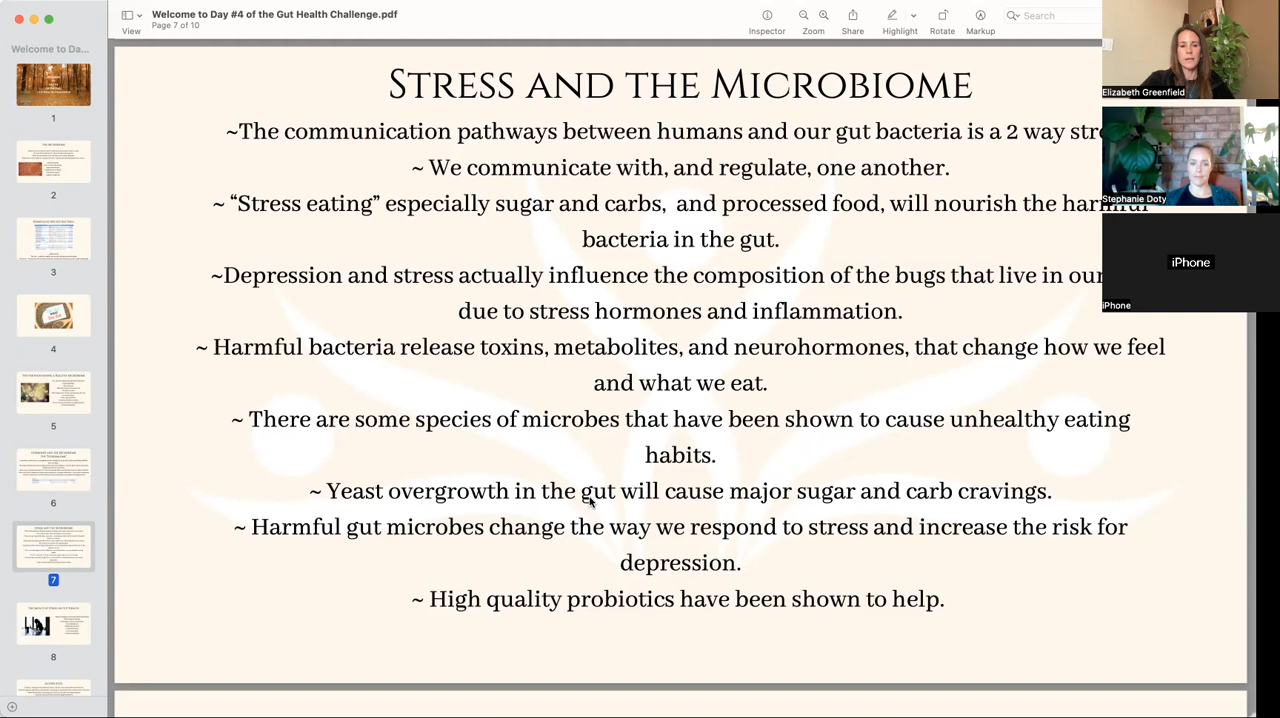 Welcome to Day #4 of the Gut Health Challenge.pdf
Page 7 of 10
View
Inspector
Zoom
Share
Highlight
Rotate
Markup
Search
Welcome to Da...
1
2
3
4
5
6
7
8
STRESS AND THE MICROBIOME
~The communication pathways between humans and our gut bacteria is a 2 way
~ We communicate with, and regulate, one another.
~ “Stress eating” especially sugar and carbs, and processed food, will nourish the harmful
bacteria in the gut.
~Depression and stress actually influence the composition of the bugs that live in our
due to stress hormones and inflammation.
~ Harmful bacteria release toxins, metabolites, and neurohormones, that change how we feel
and what we eat.
~ There are some species of microbes that have been shown to cause unhealthy eating
habits.
~ Yeast overgrowth in the gut will cause major sugar and carb cravings.
~ Harmful gut microbes changethe way we respond to stress and increase the risk for
depression.
~ High quality probiotics have been shown to help.
Elizabeth Greenfield
Stephanie Doty
iPhone
iPhone